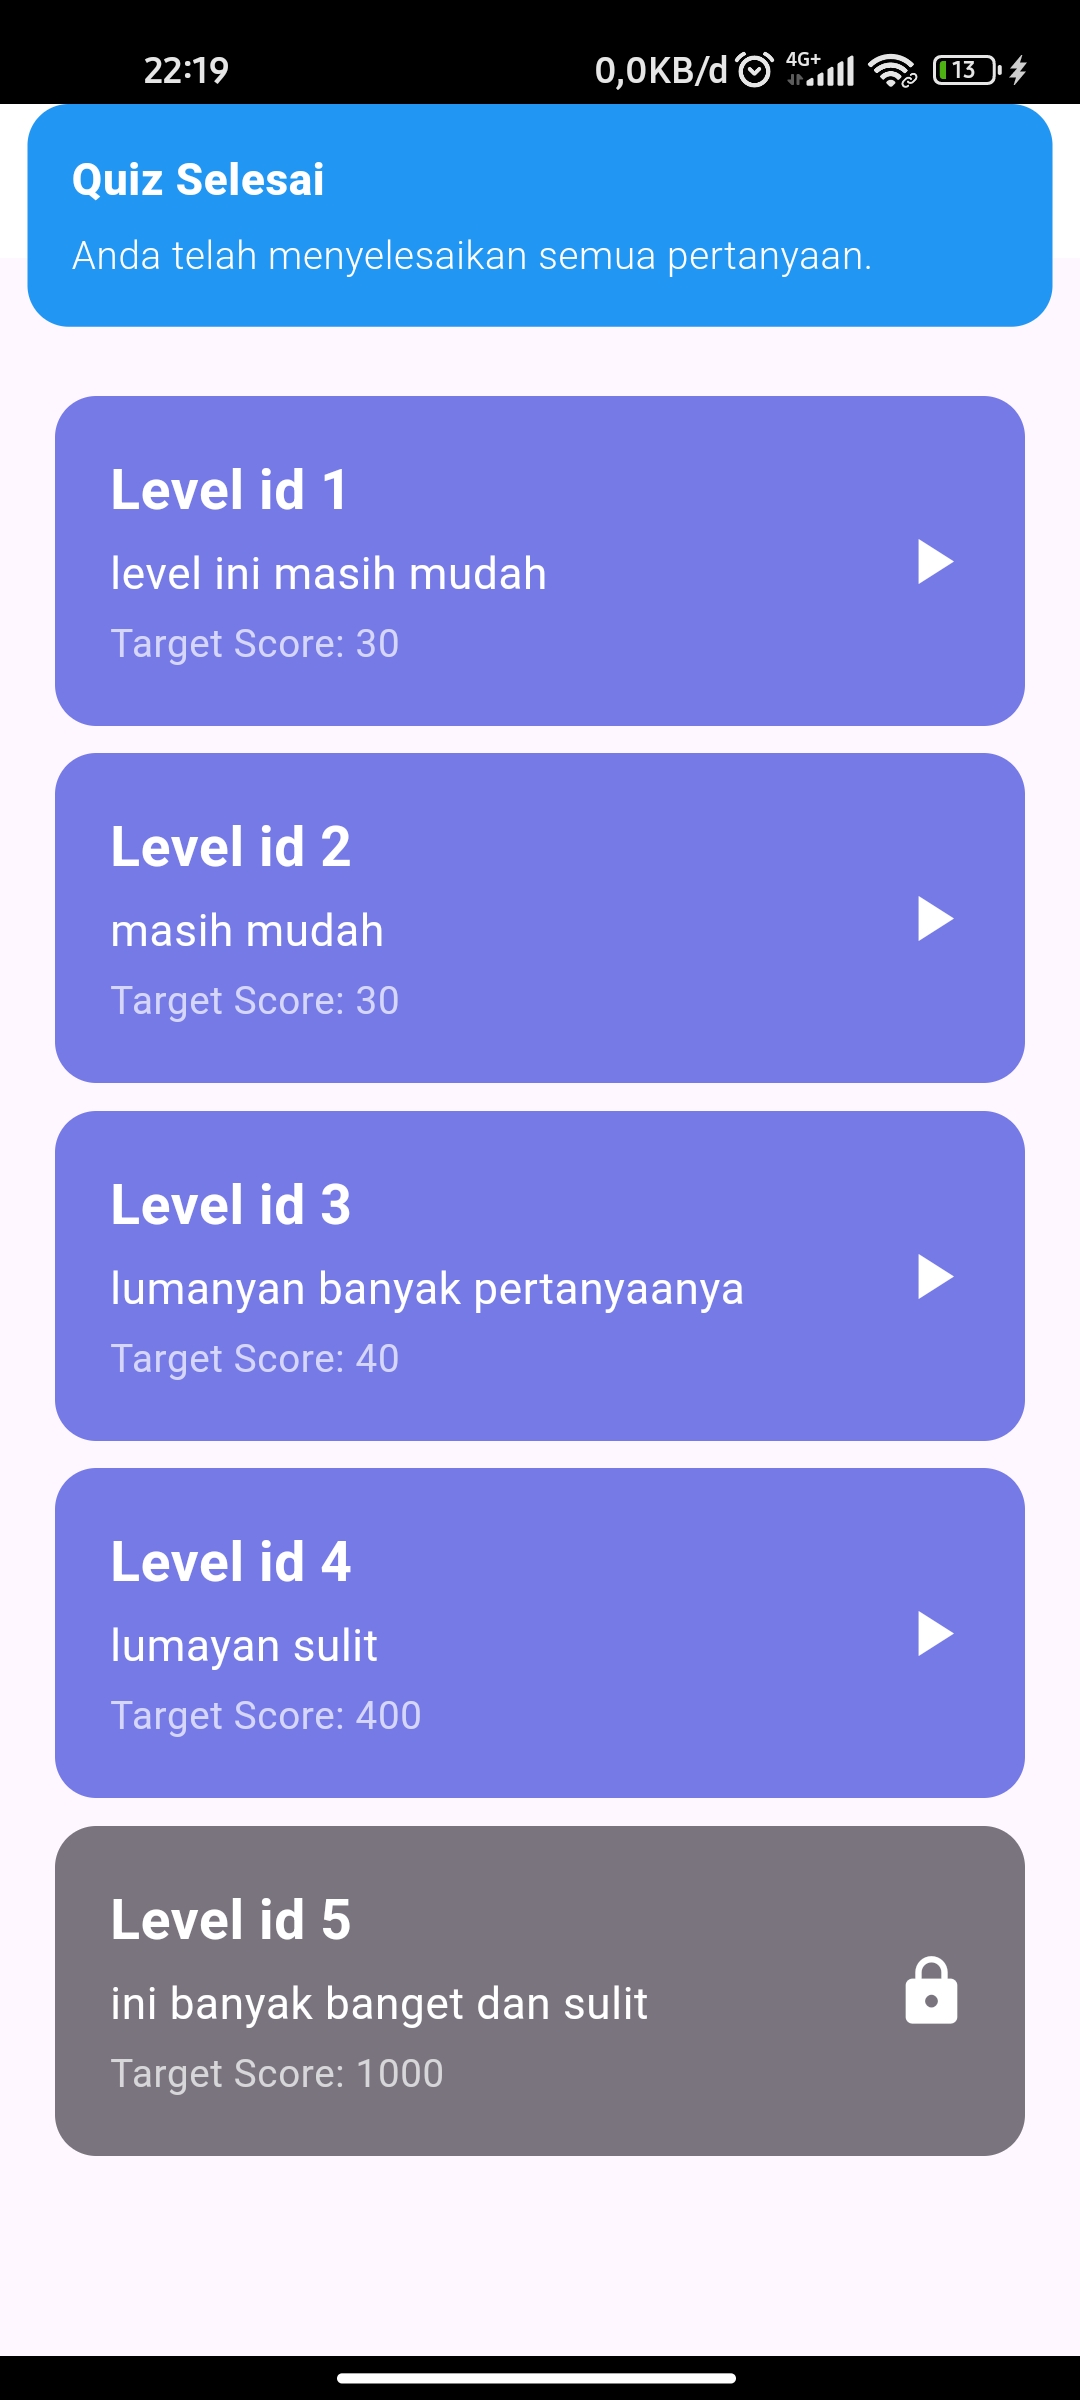 22:19
0,0KB/d 4G+ 13
Quiz Selesai
Anda telah menyelesaikan semua pertanyaan.
Level id 1
level ini masih mudah
Target Score: 30
Level id 2
masih mudah
Target Score: 30
Level id 3
lumanyan banyak pertanyaanya
Target Score: 40
Level id 4
lumayan sulit
Target Score: 400
Level id 5
ini banyak banget dan sulit
Target Score: 1000